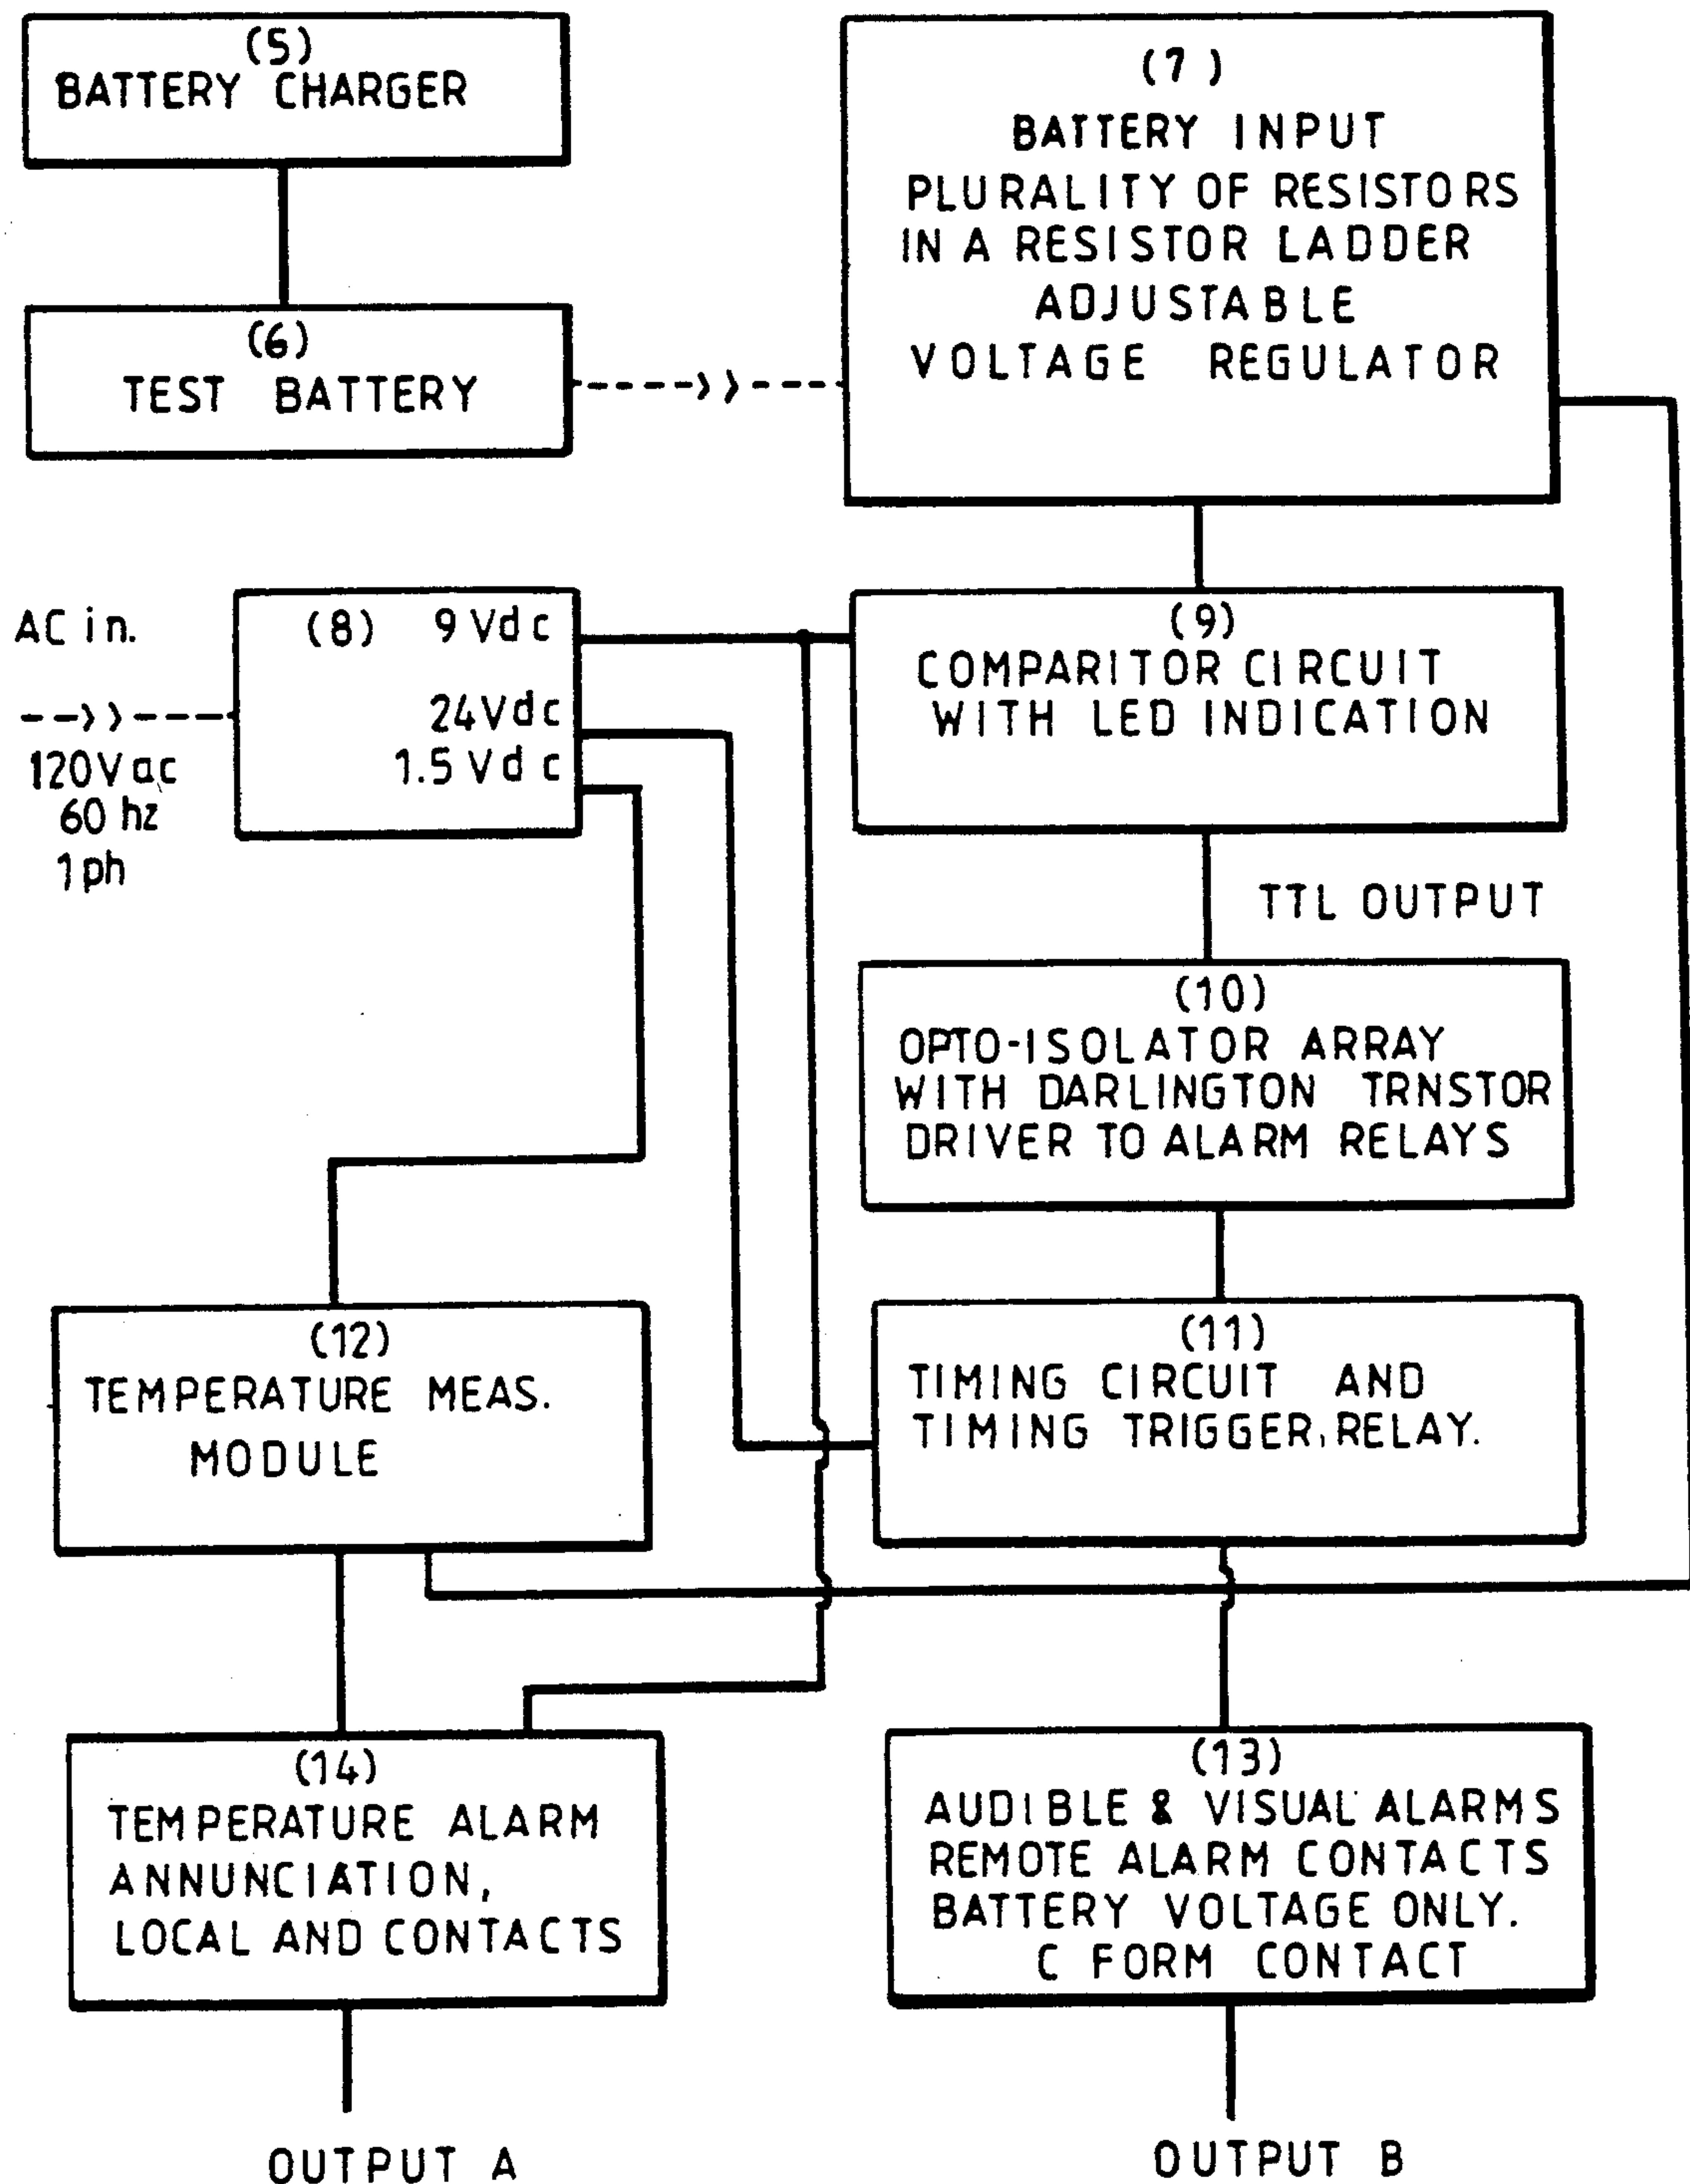 (5)
BATTERY CHARGER
(7)
BATTERY INPUT
PLURALITY OF RESISTORS
IN A RESISTOR LADDER
ADJUSTABLE
VOLTAGE REGULATOR
(6)
TEST BATTERY
AC in.
120Vac
60 hz
1ph
(8) 9 Vdc
24Vdc
1.5 Vdc
(9)
COMPARITOR CIRCUIT
WITH LED INDICATION
TTL OUTPUT
(10)
OPTO-ISOLATOR ARRAY
WITH DARLINGTON TRNSTOR
DRIVER TO ALARM RELAYS
(12)
TEMPERATURE MEAS.
MODULE
(11)
TIMING CIRCUIT AND
TIMING TRIGGER, RELAY.
(14)
TEMPERATURE ALARM
ANNUNCIATION,
LOCAL AND CONTACTS
(13)
AUDIBLE & VISUAL ALARMS
REMOTE ALARM CONTACTS
BATTERY VOLTAGE ONLY.
C FORM CONTACT
OUTPUT A
OUTPUT B